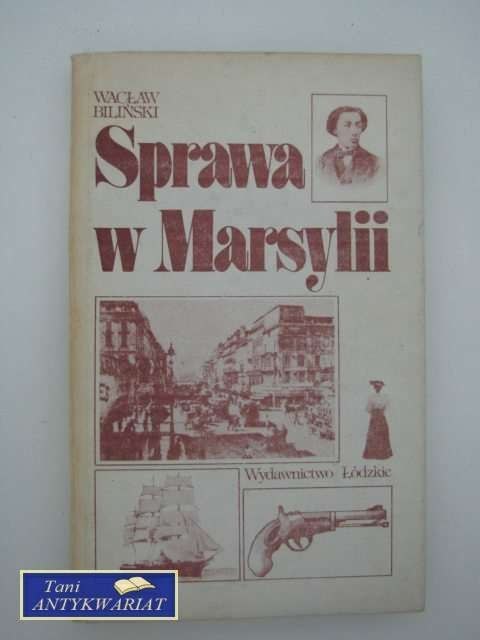 WACŁAW
BILIŃSKI
Sprawa
w Marsylii
Wydawnictwo Łódzkie
Tani
ANTYKWARIAT